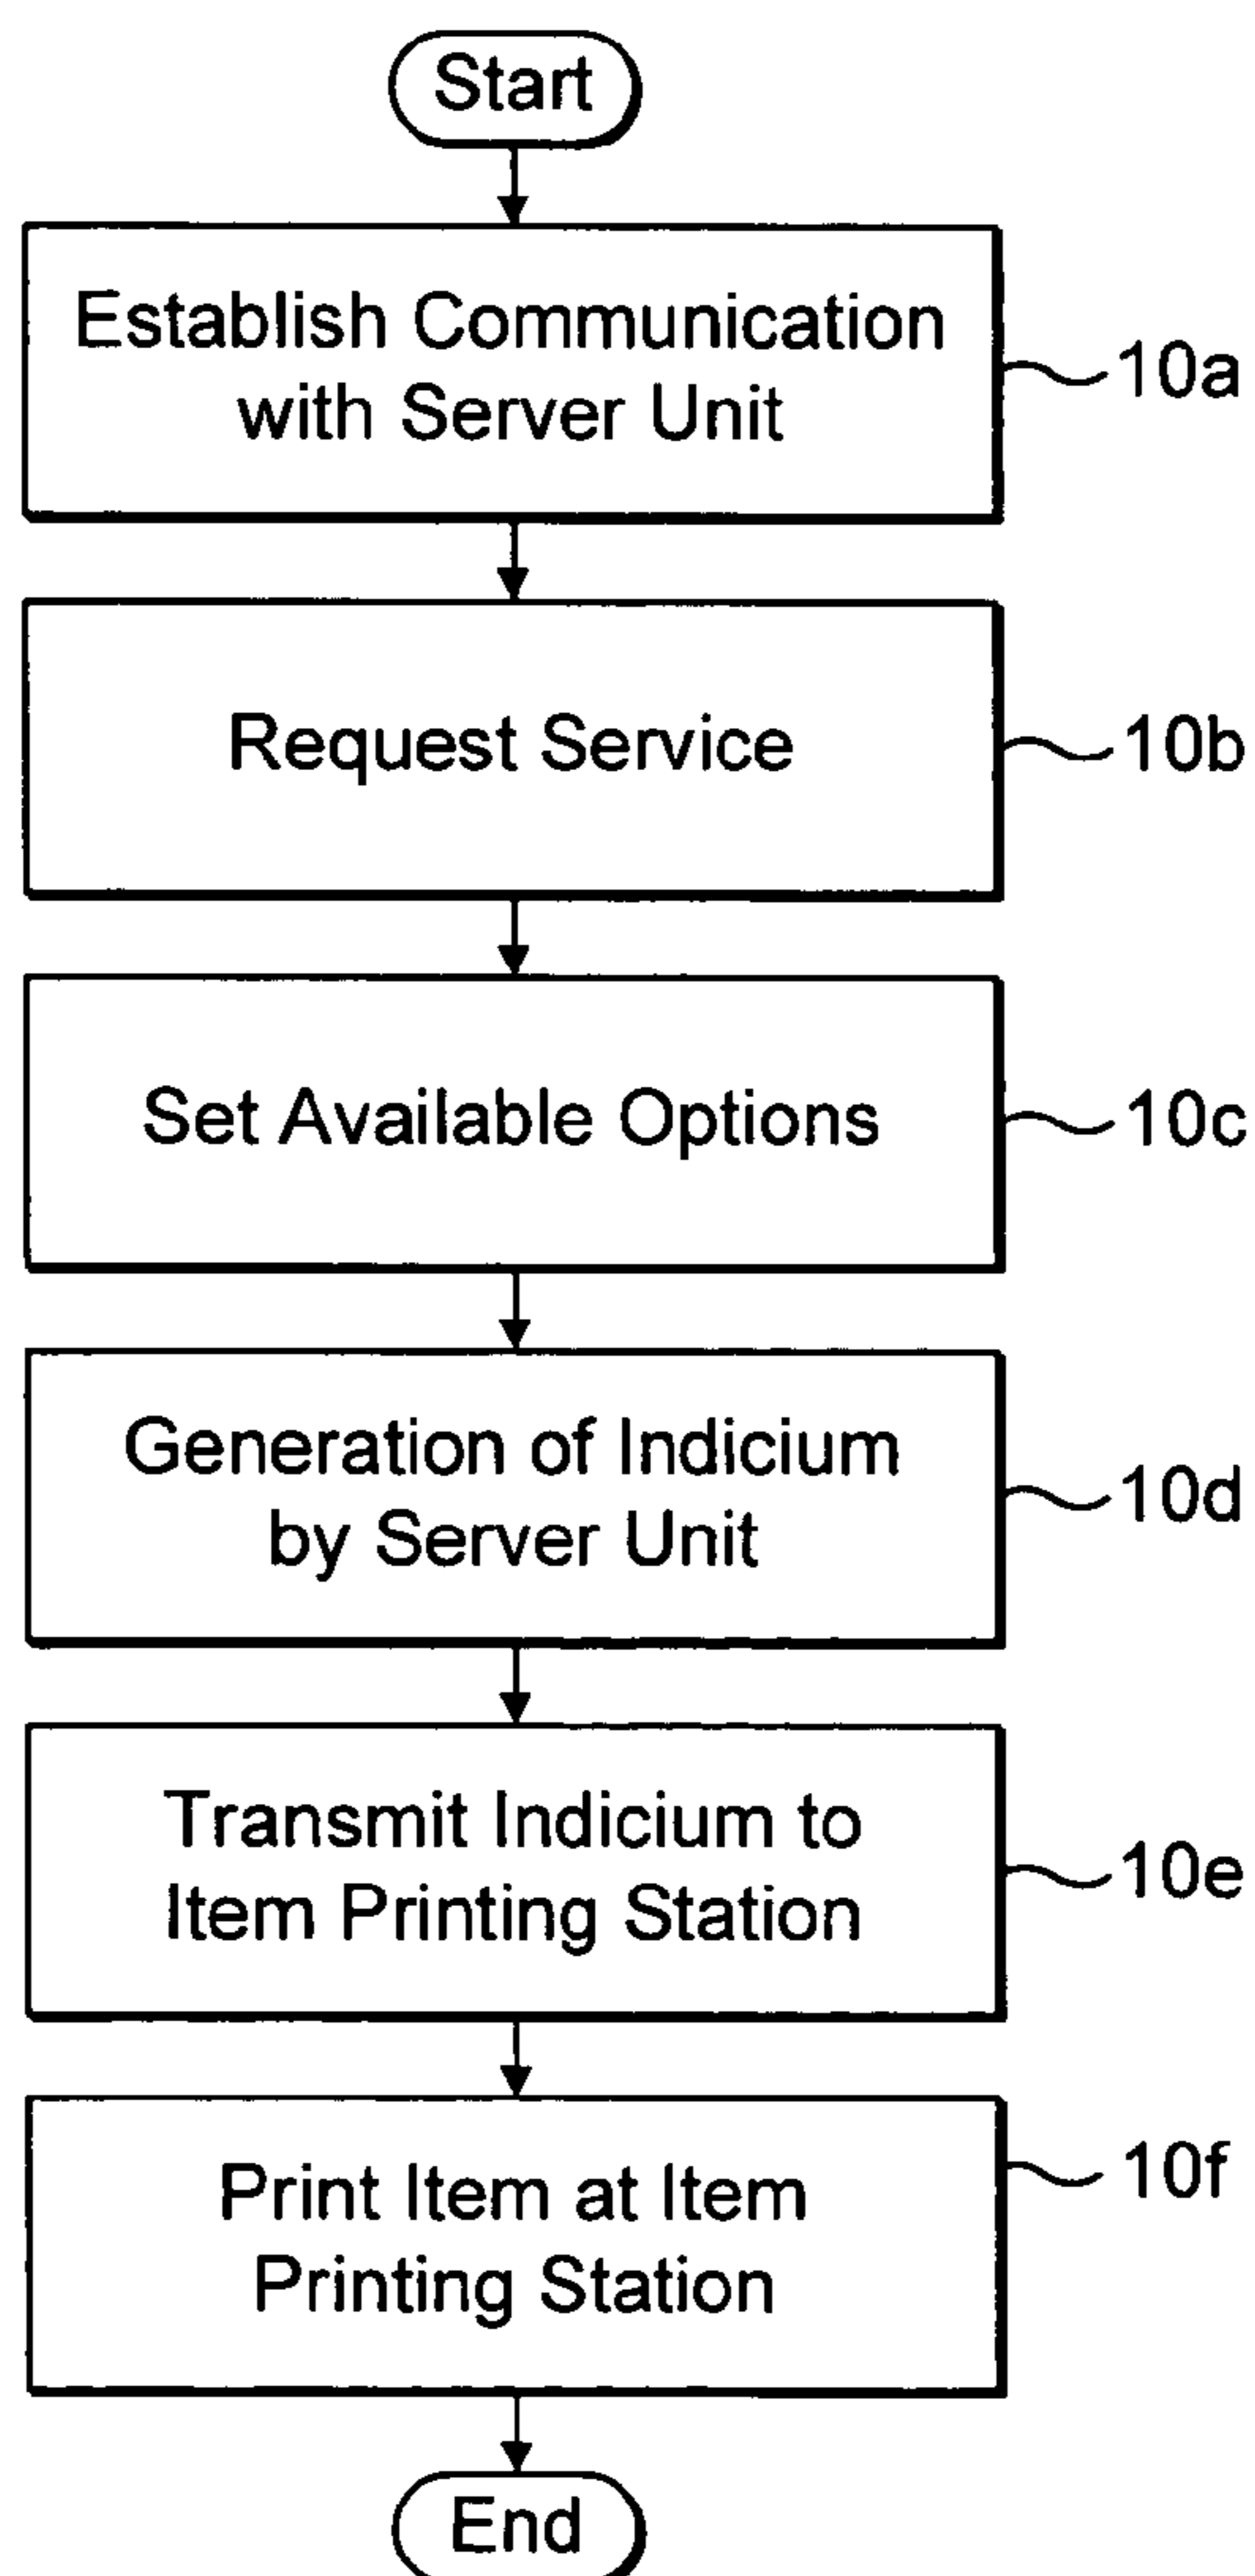 Start
Establish Communication
with Server Unit
10a
Request Service
10b
Set Available Options
10c
Generation of Indicium
by Server Unit
10d
Transmit Indicium to
Item Printing Station
10e
Print Item at Item
Printing Station
10f
End